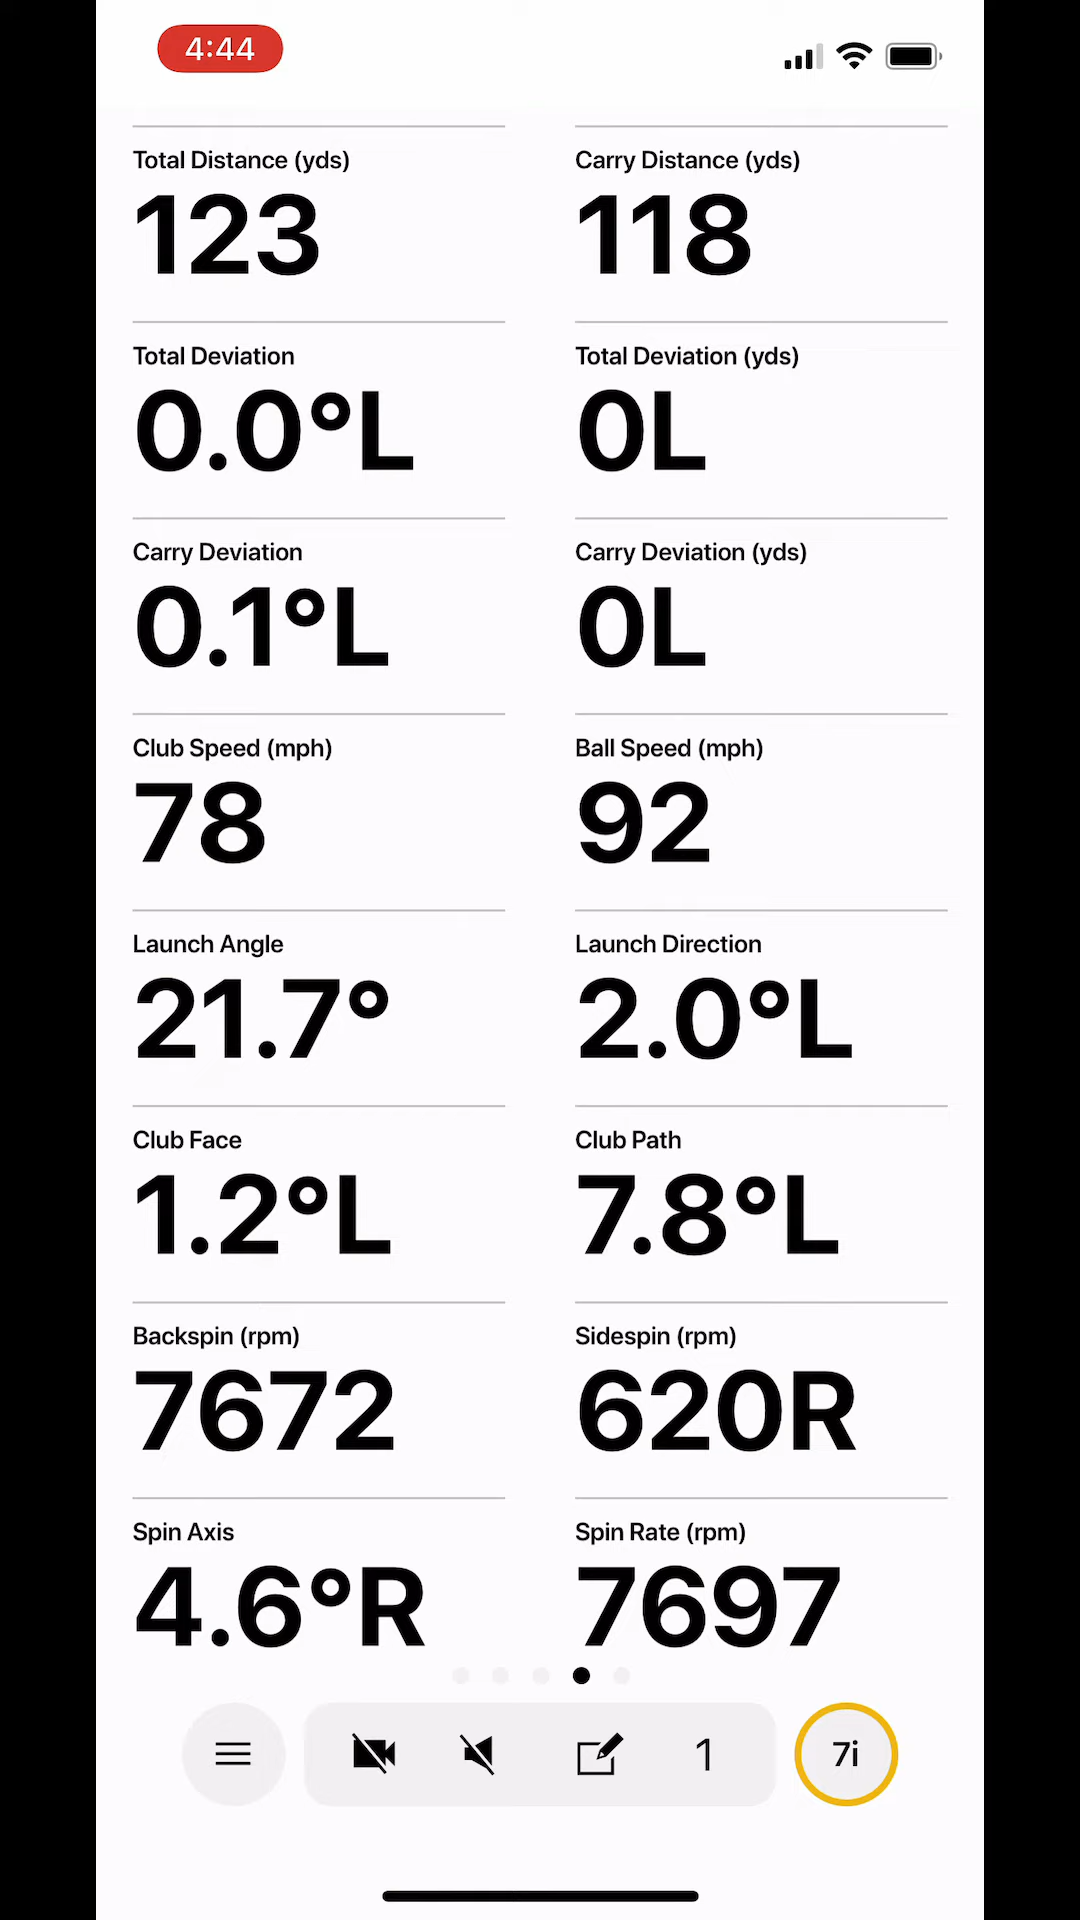 4:44
Total Distance (yds)
123
Carry Distance (yds)
118
Total Deviation
0.0°L
Total Deviation (yds)
0L
Carry Deviation
0.1°L
Carry Deviation (yds)
0L
Club Speed (mph)
78
Ball Speed (mph)
92
Launch Angle
21.7°
Launch Direction
2.0°L
Club Face
1.2°L
Club Path
7.8°L
Backspin (rpm)
7672
Sidespin (rpm)
620R
Spin Axis
4.6°R
Spin Rate (rpm)
7697
1
7i